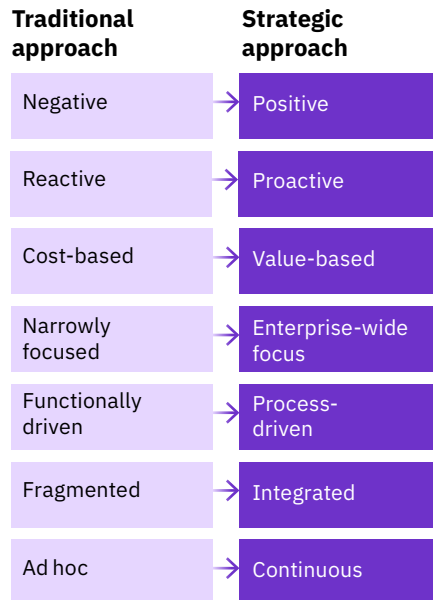 Traditional
approach
Strategic
approach
Negative
Positive
Reactive
Proactive
Cost-based
Value-based
Narrowly
focused
Enterprise-wide
focus
Functionally
driven
Process-
driven
Fragmented
Integrated
Ad hoc
Continuous